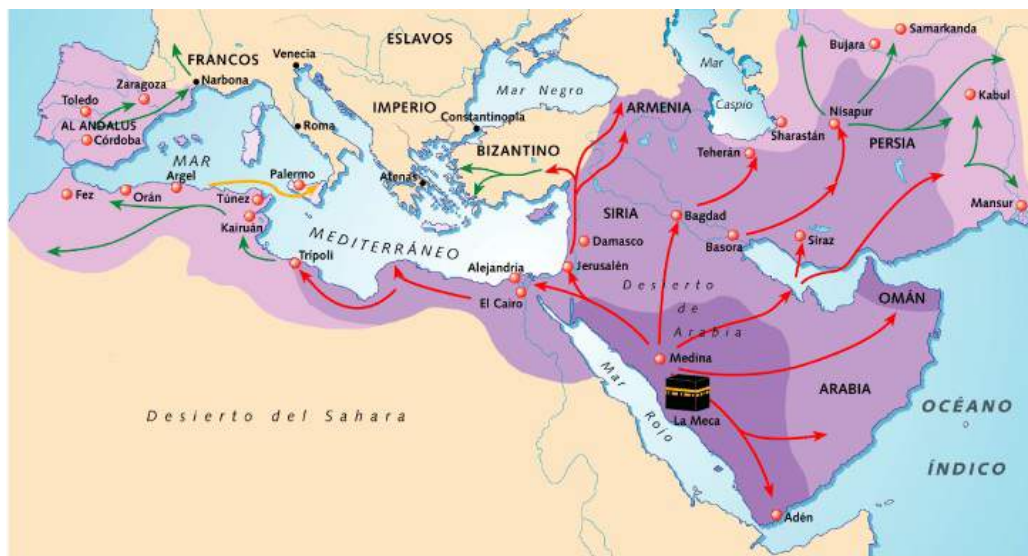 ESLAVOS
Samarkanda
Bujara
Venecia
FRANCOS
Narbona
Zaragoza
Toledo
AL ANDALUS
Córdoba
Mar
Caspio
Mar Negro
IMPERIO
Constantinopla
Roma
ARMENIA
Kabul
Nisapur
Sharastán
PERSIA
BIZANTINO
Teherán
MAR
Argel
Palermo
Atenas
Fez
Orán
Túnez
Kairuán
SIRIA
Bagdad
Mansur
MEDITERRÁNEO
Damasco
Basora
Siraz
Trípoli
Alejandría
Jerusalén
El Cairo
Desierto
de
Arabia
OMÁN
Medina
Mar
Rojo
ARABIA
La Meca
Desierto del Sahara
OCÉANO
ÍNDICO
Adén